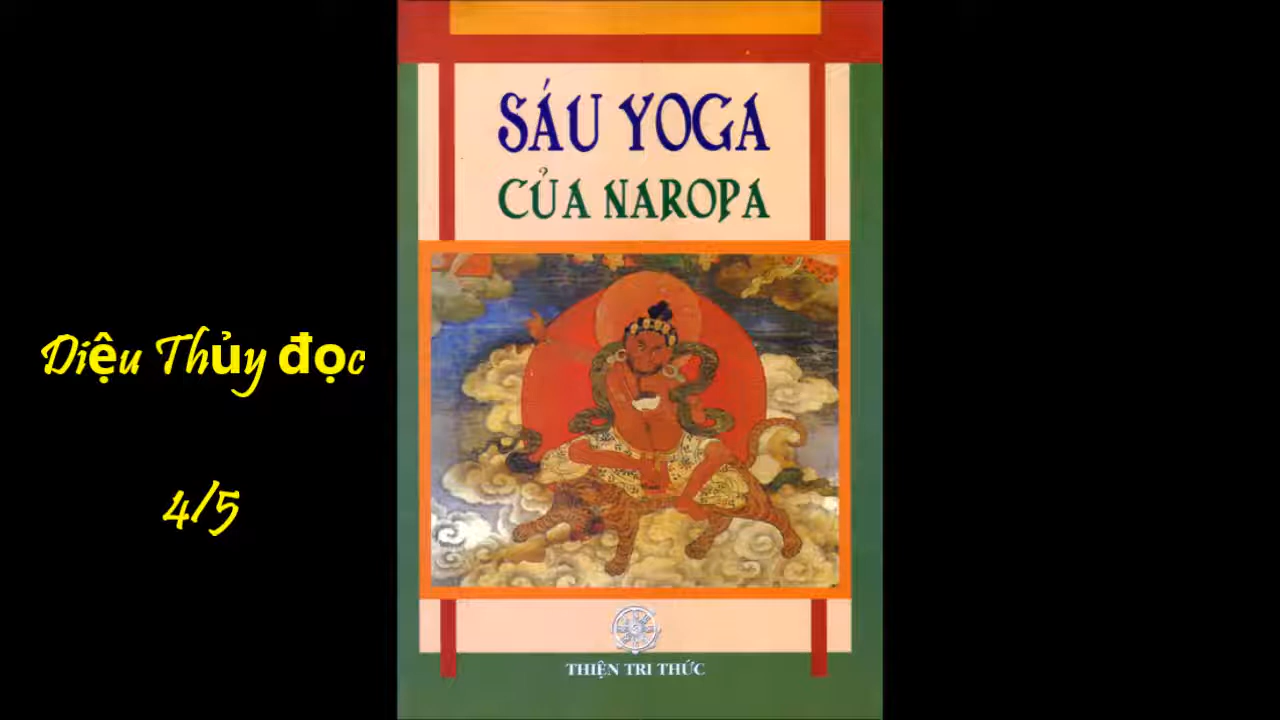 SÁU YOGA
CỦA NAROPA
Diệu Thủy đọc
4/5
THIỆN TRI THỨC